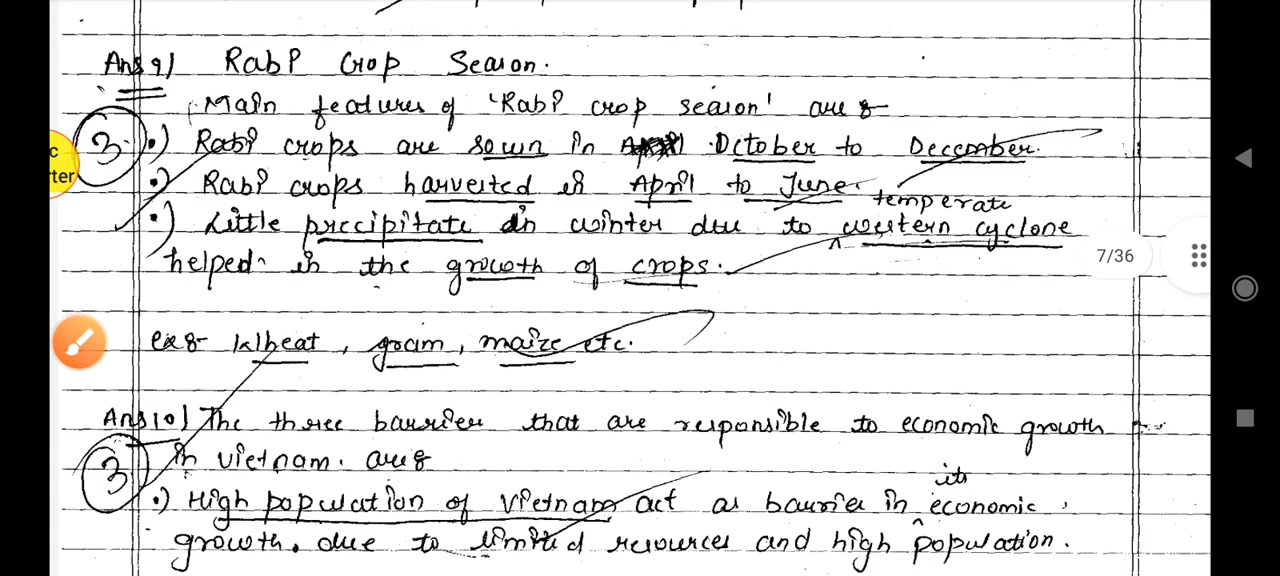 Ans 9) Rabi Crop Season.
Main features of 'Rabi crop season' are :-
3
•) Rabi crops are sown in October to December.
•) Rabi crops harvested in April to June.
temperate
•) Little precipitate in winter due to western cyclone
helped in the growth of crops.
7/36
ex :- Wheat, gram, maize etc.
Ans 10) The three barrier that are responsible to economic growth
3
in Vietnam. are :
its
•) High population of Vietnam act as barrier in economic
growth. due to limited resources and high population.